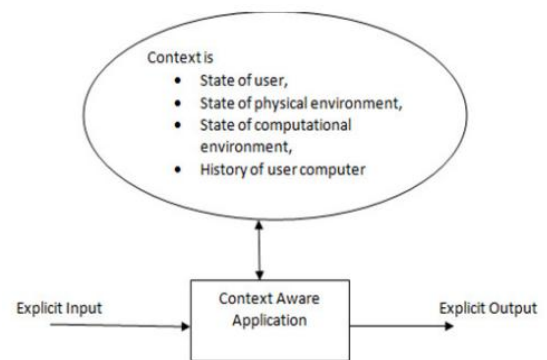 Context is
• State of user,
• State of physical environment,
• State of computational
environment,
• History of user computer
Explicit Input
Context Aware
Application
Explicit Output